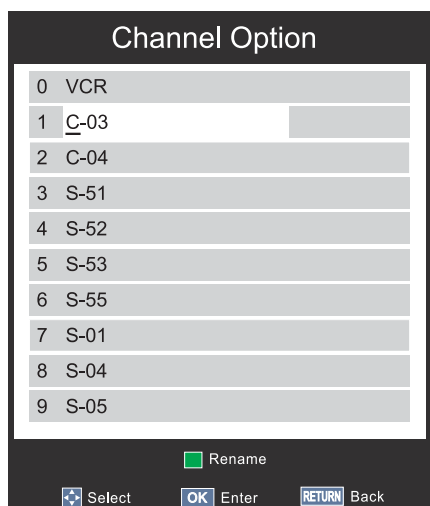 Channel Option
0 VCR
1 C-03
2 C-04
3 S-51
4 S-52
5 S-53
6 S-55
7 S-01
8 S-04
9 S-05
Rename
Select OK Enter RETURN Back